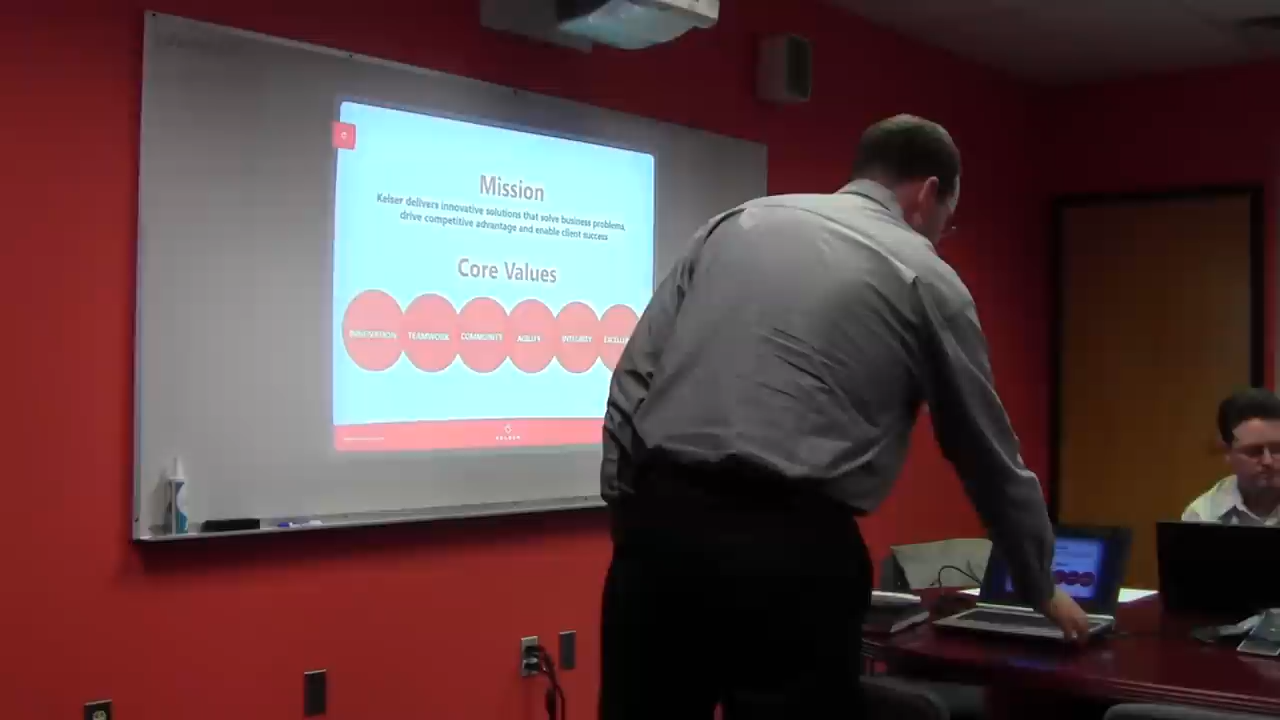 Mission
Kelser delivers innovative solutions that solve business problems,
drive competitive advantage and enable client success
Core Values
INNOVATION TEAMWORK COMMUNITY AGILITY INTEGRITY
KELSER